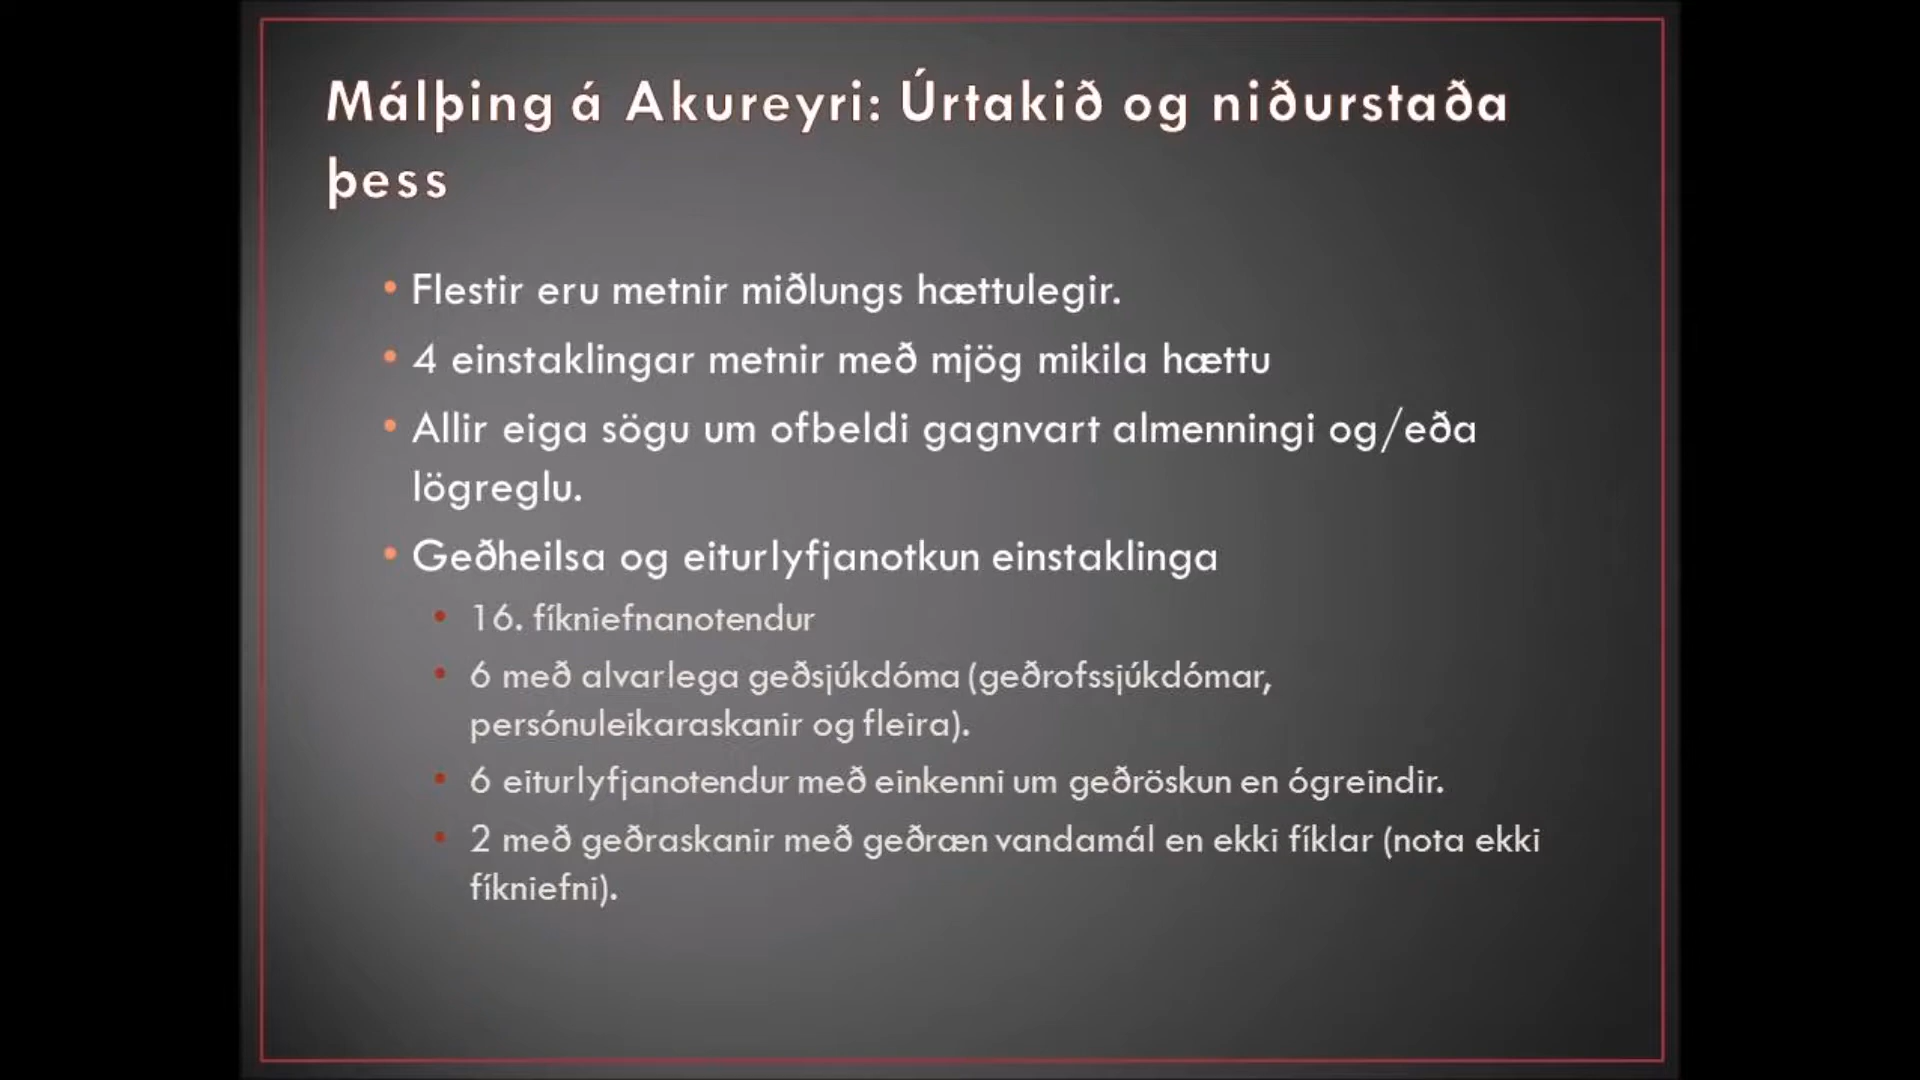 Málþing á Akureyri: Úrtakið og niðurstaða
þess
• Flestir eru metnir miðlungs hættulegir.
• 4 einstaklingar metnir með mjög mikila hættu
• Allir eiga sögu um ofbeldi gagnvart almenningi og/eða
lögreglu.
• Geðheilsa og eiturlyfjanotkun einstaklinga
• 16. fíkniefnanotendur
• 6 með alvarlega geðsjúkdóma (geðrofssjúkdómar,
persónuleikaraskanir og fleira).
• 6 eiturlyfjanotendur með einkenni um geðröskun en ógreindir.
• 2 með geðraskanir með geðræn vandamál en ekki fíklar (nota ekki
fíkniefni).